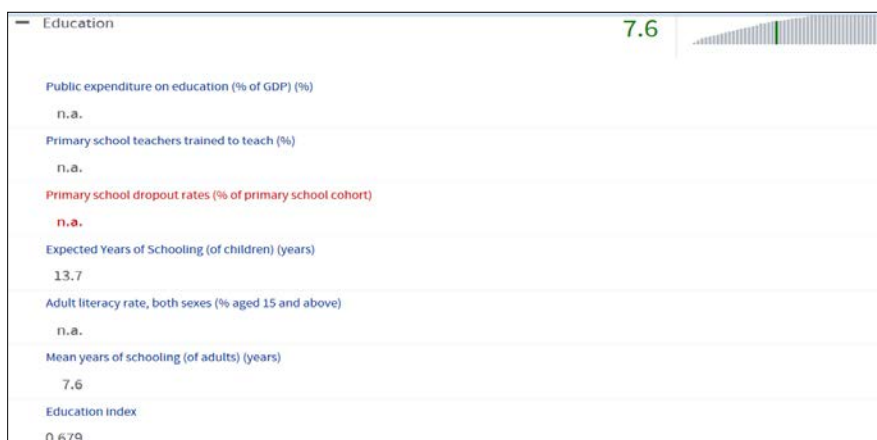 Education
7.6
Public expenditure on education (% of GDP) (%)
n.a.
Primary school teachers trained to teach (%)
n.a.
Primary school dropout rates (% of primary school cohort)
n.a.
Expected Years of Schooling (of children) (years)
13.7
Adult literacy rate, both sexes (% aged 15 and above)
n.a.
Mean years of schooling (of adults) (years)
7.6
Education index
0.679